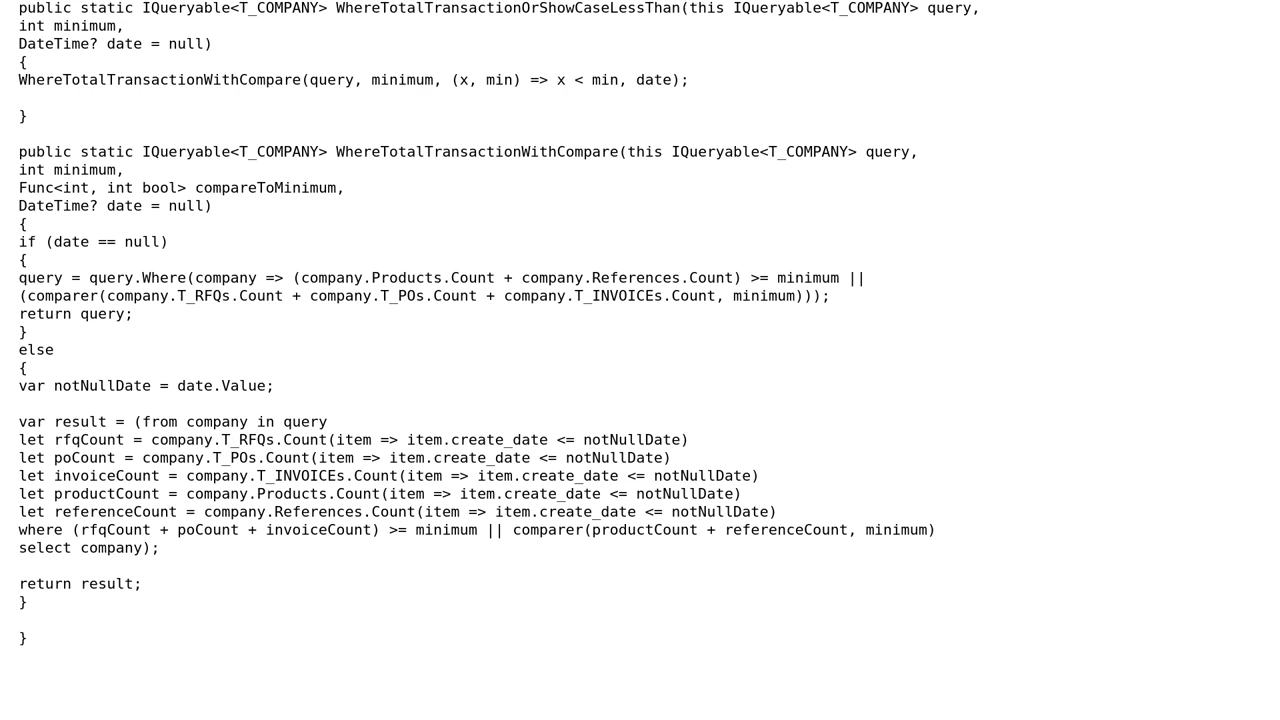 public static IQueryable<T_COMPANY> WhereTotalTransactionOrShowCaseLessThan(this IQueryable<T_COMPANY> query,
int minimum,
DateTime? date = null)
{
WhereTotalTransactionWithCompare(query, minimum, (x, min) => x < min, date);

}

public static IQueryable<T_COMPANY> WhereTotalTransactionWithCompare(this IQueryable<T_COMPANY> query,
int minimum,
Func<int, int bool> compareToMinimum,
DateTime? date = null)
{
if (date == null)
{
query = query.Where(company => (company.Products.Count + company.References.Count) >= minimum ||
(comparer(company.T_RFQs.Count + company.T_POs.Count + company.T_INVOICEs.Count, minimum)));
return query;
}
else
{
var notNullDate = date.Value;

var result = (from company in query
let rfqCount = company.T_RFQs.Count(item => item.create_date <= notNullDate)
let poCount = company.T_POs.Count(item => item.create_date <= notNullDate)
let invoiceCount = company.T_INVOICEs.Count(item => item.create_date <= notNullDate)
let productCount = company.Products.Count(item => item.create_date <= notNullDate)
let referenceCount = company.References.Count(item => item.create_date <= notNullDate)
where (rfqCount + poCount + invoiceCount) >= minimum || comparer(productCount + referenceCount, minimum)
select company);

return result;
}

}